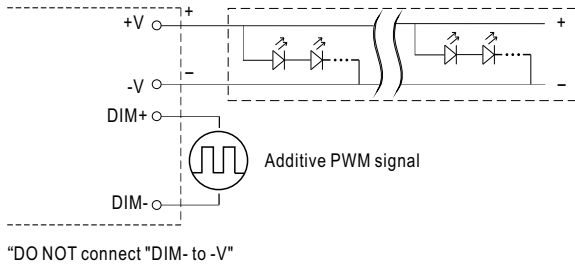 +V
+
+
-V
−
−
DIM+
Additive PWM signal
DIM-
“DO NOT connect "DIM- to -V"